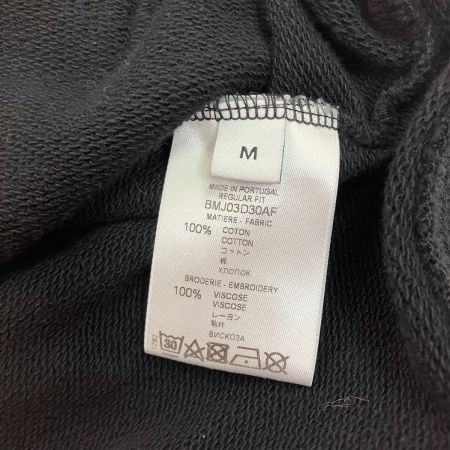 M
MADE IN PORTUGAL
REGULAR FIT
BMJ03D30AF
MATIERE - FABRIC
100% COTON
COTTON
コットン
棉
ХЛОПОК
BRODERIE - EMBROIDERY
100% VISCOSE
VISCOSE
レーヨン
粘纤
ВИСКОЗА
30